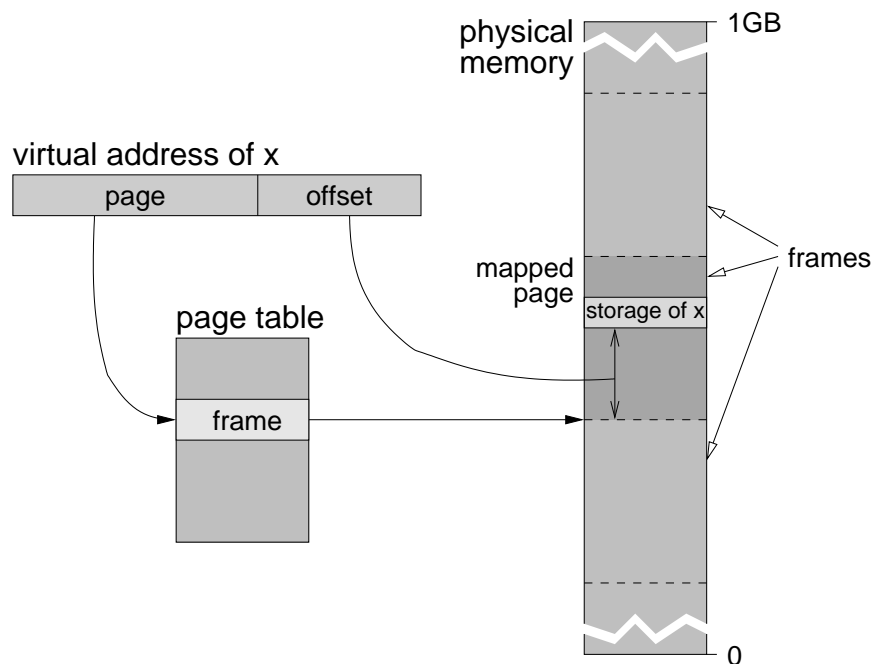 physical
memory
1GB
virtual address of x
page
offset
frames
mapped
page
storage of x
page table
frame
0